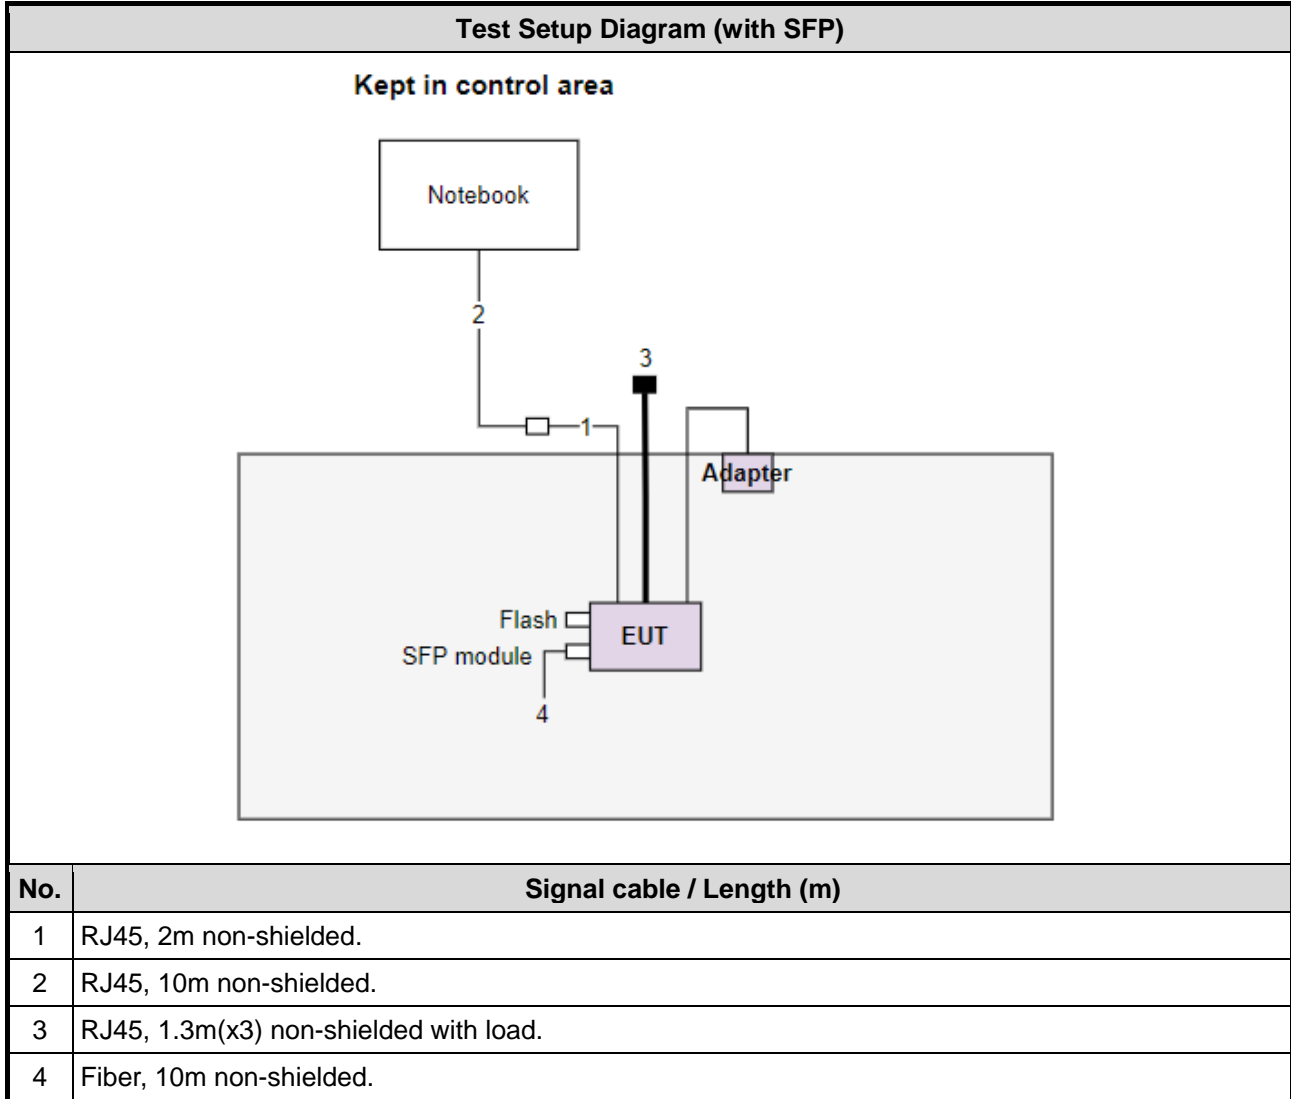 Test Setup Diagram (with SFP)
Kept in control area
Notebook
2
3
1
Adapter
Flash
EUT
SFP module
4
No. Signal cable / Length (m)
1 RJ45, 2m non-shielded.
2 RJ45, 10m non-shielded.
3 RJ45, 1.3m(x3) non-shielded with load.
4 Fiber, 10m non-shielded.